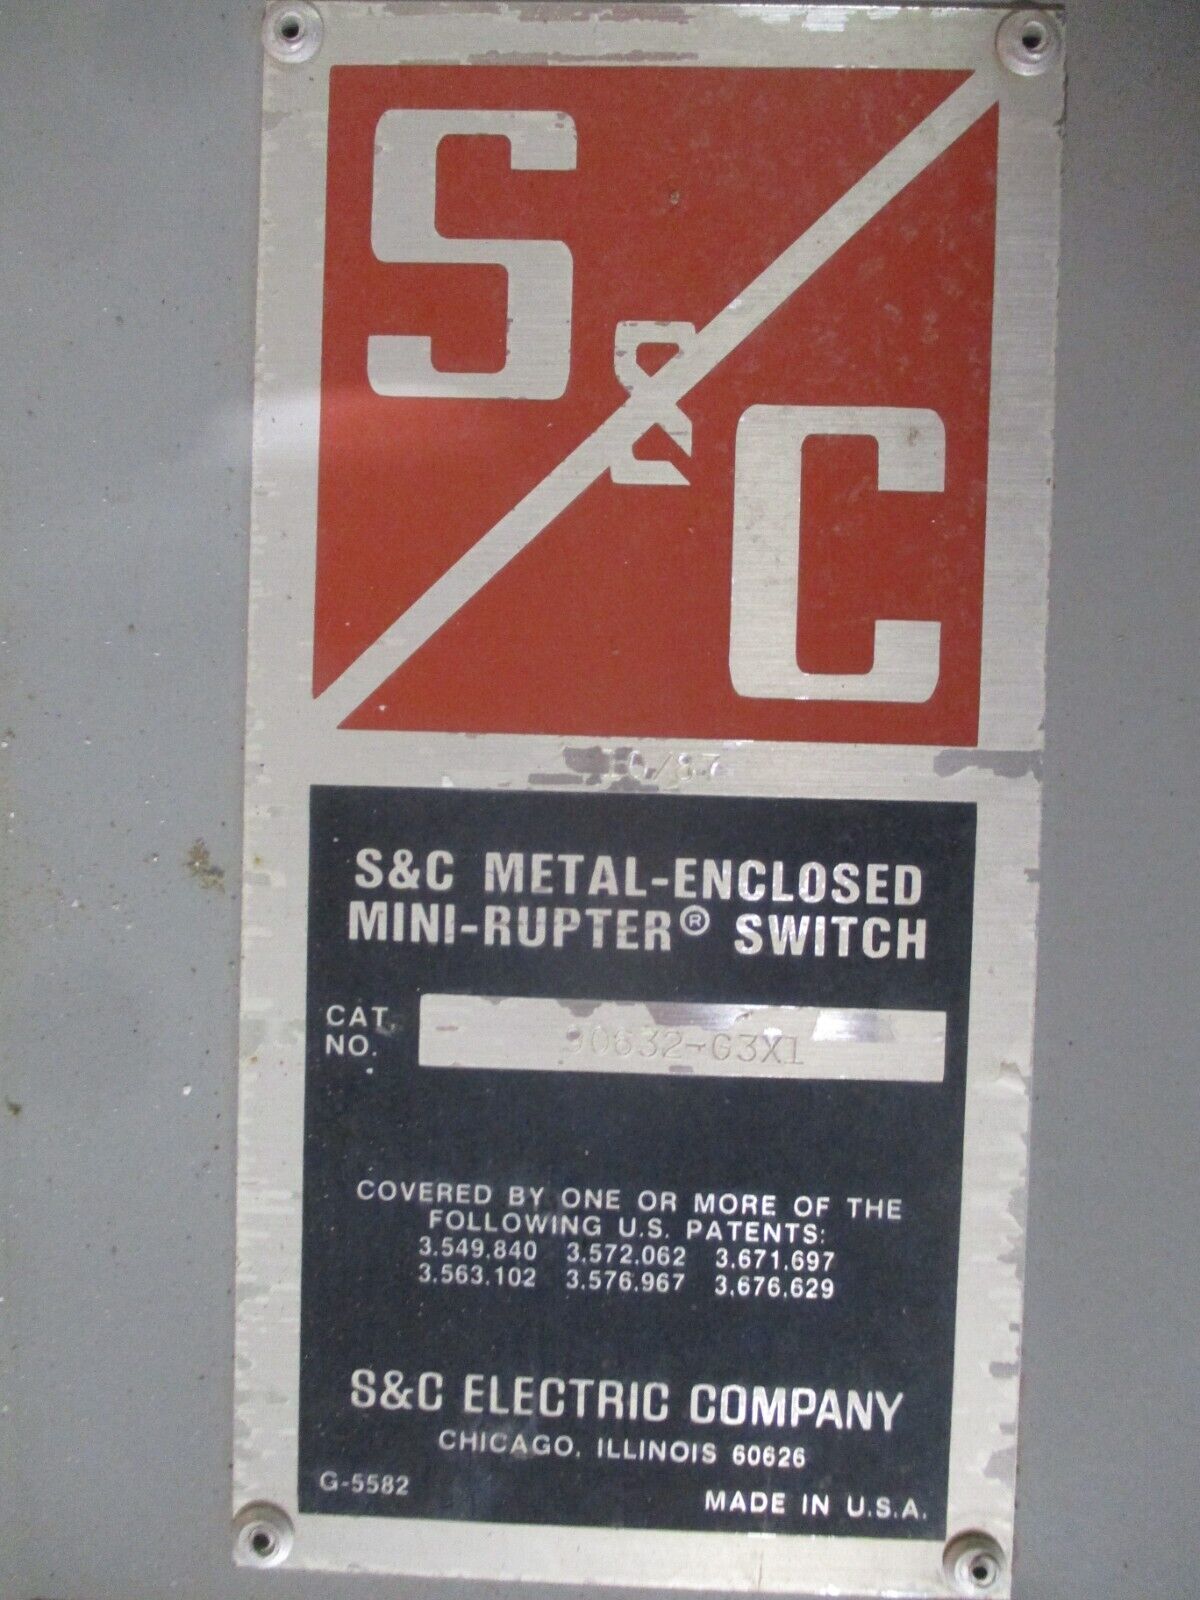 S&C
10/87
S&C METAL-ENCLOSED
MINI-RUPTER® SWITCH
CAT.
NO.
90632-G3X1
COVERED BY ONE OR MORE OF THE
FOLLOWING U.S. PATENTS:
3,549,840 3,572,062 3,671,697
3,563,102 3,576,967 3,676,629
S&C ELECTRIC COMPANY
CHICAGO, ILLINOIS 60626
G-5582
MADE IN U.S.A.